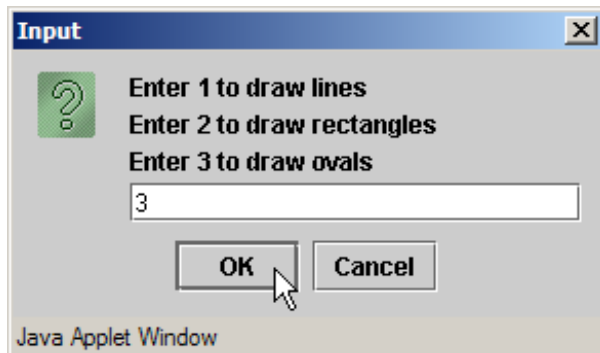 Input
Enter 1 to draw lines
Enter 2 to draw rectangles
Enter 3 to draw ovals
3
OK Cancel
Java Applet Window